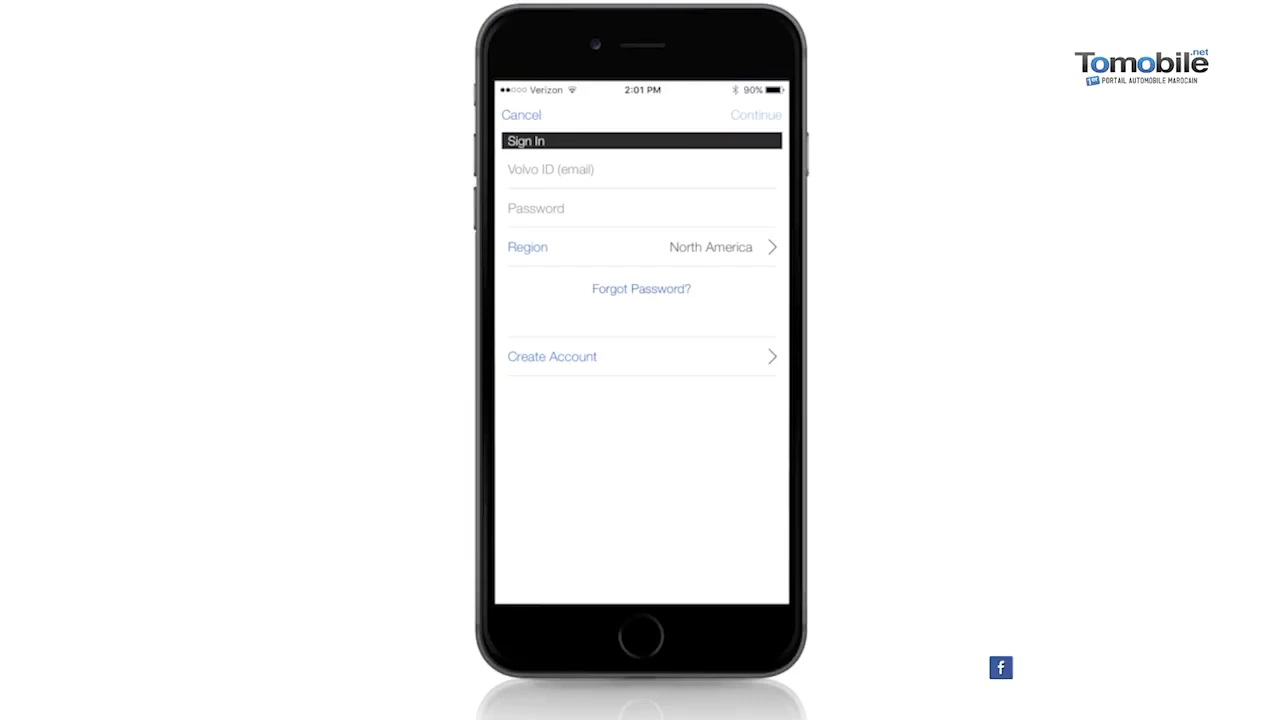 Tomobile.net
1er PORTAIL AUTOMOBILE MAROCAIN
Verizon 2:01 PM 90%
Cancel Continue
Sign In
Volvo ID (email)
Password
Region North America
Forgot Password?
Create Account
f